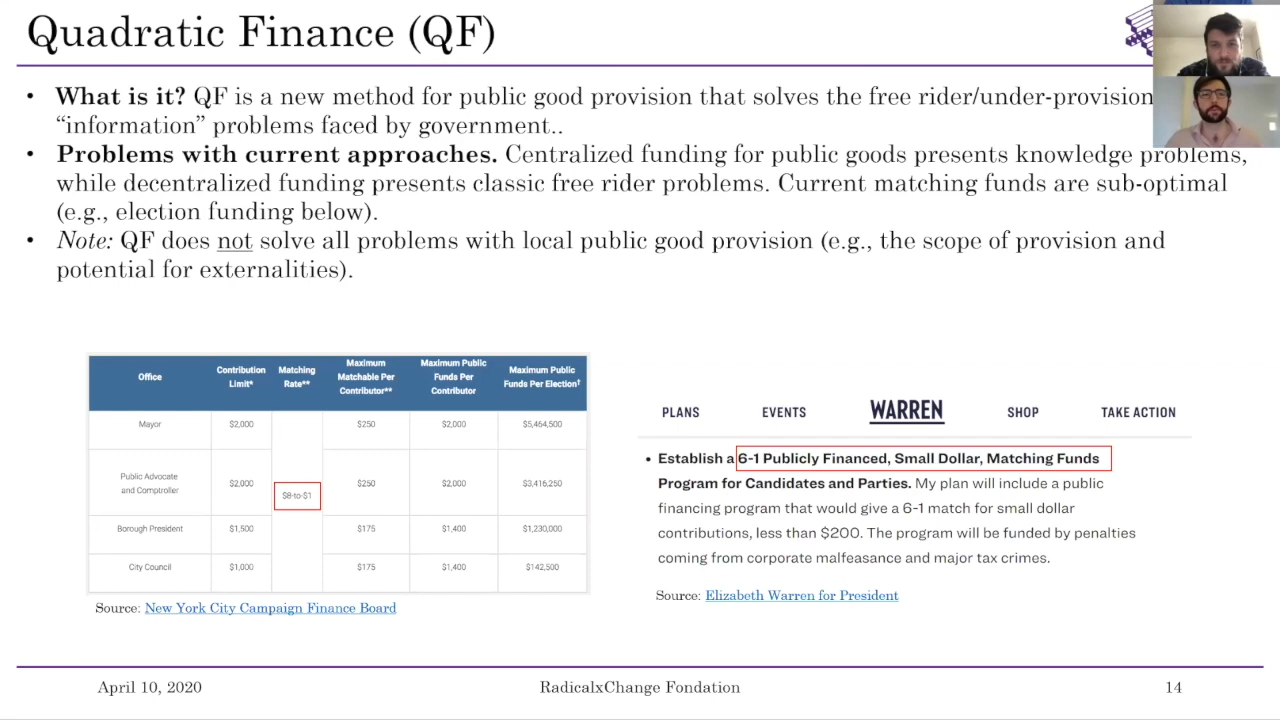 Quadratic Finance (QF)
• What is it? QF is a new method for public good provision that solves the free rider/under-provision
“information” problems faced by government..
• Problems with current approaches. Centralized funding for public goods presents knowledge problems,
while decentralized funding presents classic free rider problems. Current matching funds are sub-optimal
(e.g., election funding below).
• Note: QF does not solve all problems with local public good provision (e.g., the scope of provision and
potential for externalities).
Office Contribution Limit* Matching Rate** Maximum Matchable Per Contributor** Maximum Public Funds Per Contributor Maximum Public Funds Per Election†
Mayor $2,000 $250 $2,000 $5,464,500
Public Advocate and Comptroller $2,000 $8-to-$1 $250 $2,000 $3,416,250
Borough President $1,500 $175 $1,400 $1,230,000
City Council $1,000 $175 $1,400 $142,500
Source: New York City Campaign Finance Board
PLANS EVENTS WARREN SHOP TAKE ACTION
• Establish a 6-1 Publicly Financed, Small Dollar, Matching Funds
Program for Candidates and Parties. My plan will include a public
financing program that would give a 6-1 match for small dollar
contributions, less than $200. The program will be funded by penalties
coming from corporate malfeasance and major tax crimes.
Source: Elizabeth Warren for President
April 10, 2020 RadicalxChange Fondation 14